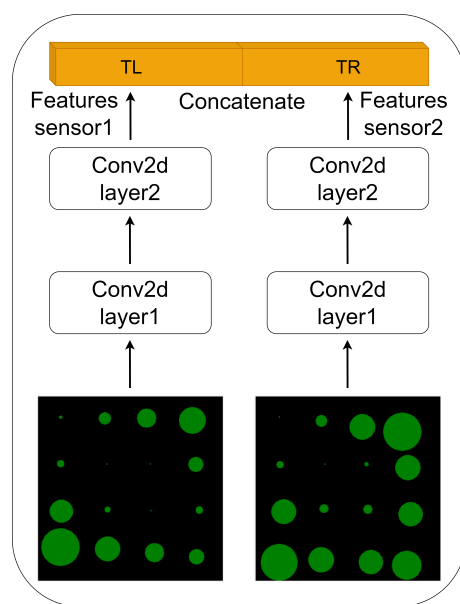 TL
TR
Features
sensor1
Concatenate
Features
sensor2
Conv2d
layer2
Conv2d
layer2
Conv2d
layer1
Conv2d
layer1